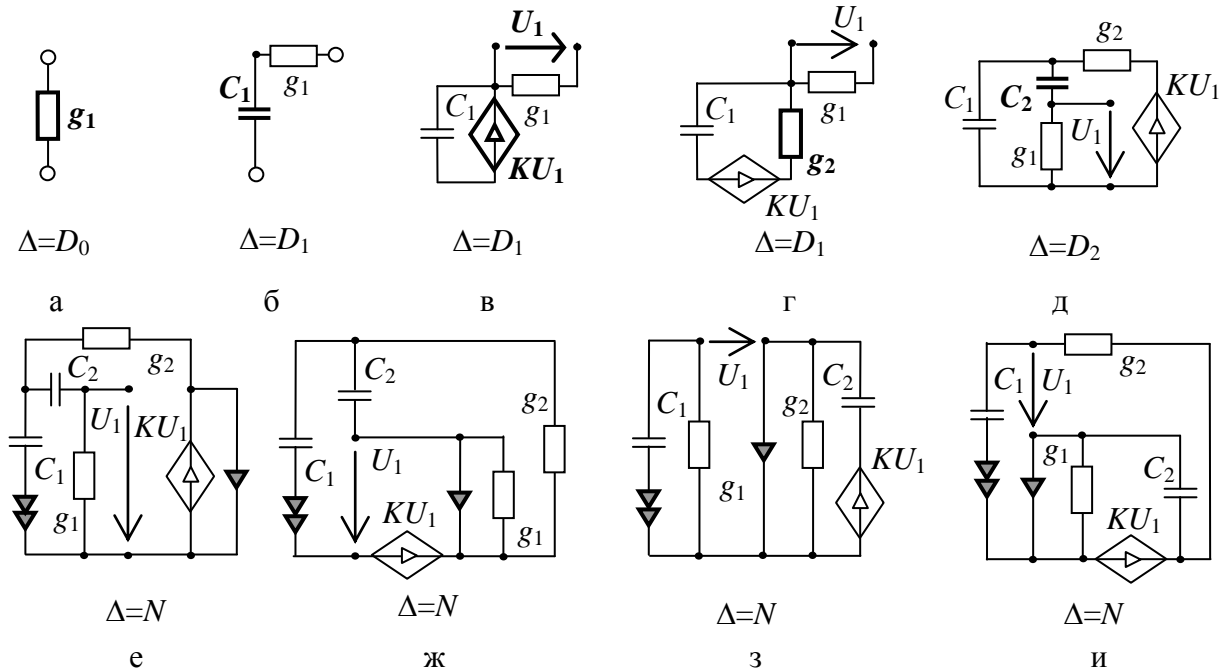 g₁
Δ=D₀
а
C₁
g₁
Δ=D₁
б
U₁
C₁
g₁
KU₁
Δ=D₁
в
U₁
C₁
g₁
g₂
KU₁
Δ=D₁
г
g₂
C₁
C₂
KU₁
U₁
g₁
Δ=D₂
д
g₂
C₂
U₁
KU₁
C₁
g₁
Δ=N
е
C₂
g₂
C₁
U₁
KU₁
g₁
Δ=N
ж
U₁
C₂
C₁
g₂
KU₁
g₁
Δ=N
з
C₁
U₁
g₂
g₁
C₂
KU₁
Δ=N
и